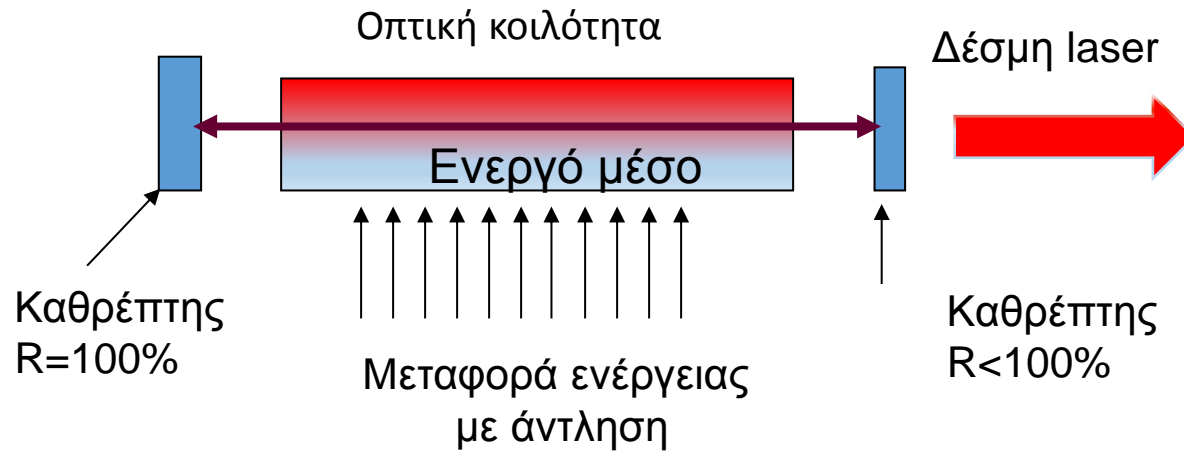 Οπτική κοιλότητα
Δέσμη laser
Ενεργό μέσο
Καθρέπτης
R=100%
Μεταφορά ενέργειας
με άντληση
Καθρέπτης
R<100%